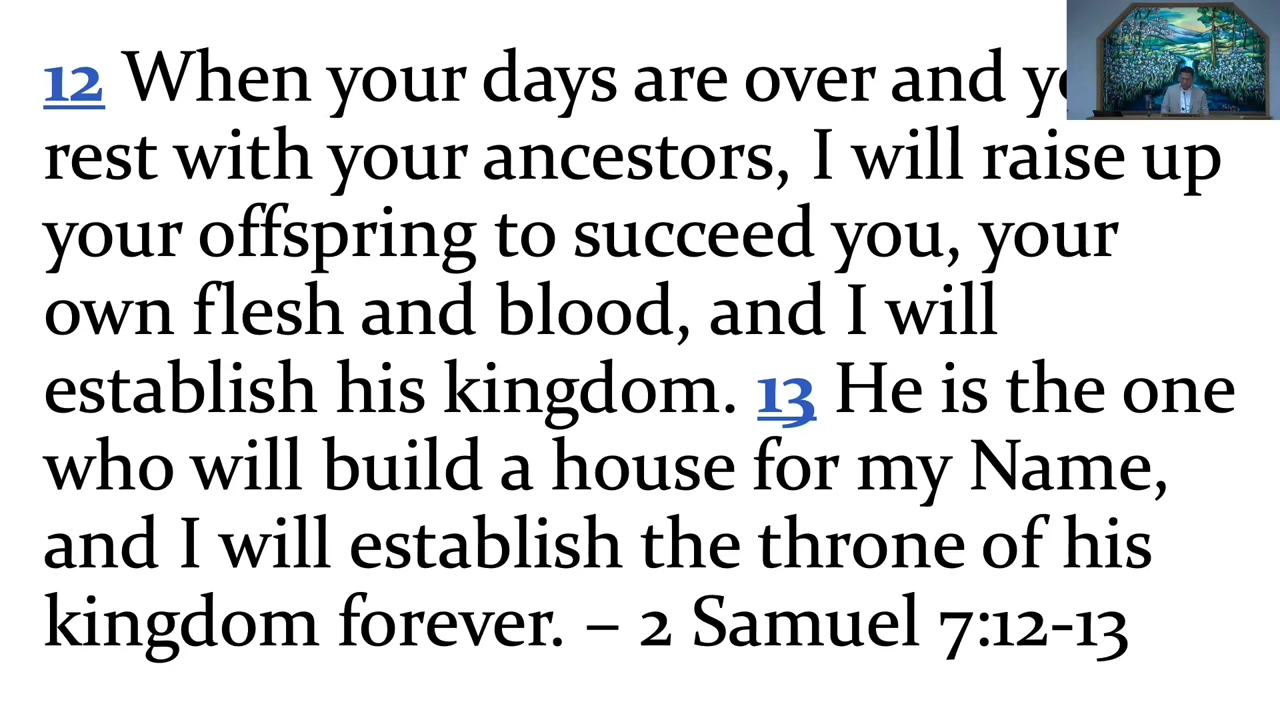 12 When your days are over and
rest with your ancestors, I will raise up
your offspring to succeed you, your
own flesh and blood, and I will
establish his kingdom. 13 He is the one
who will build a house for my Name,
and I will establish the throne of his
kingdom forever. – 2 Samuel 7:12-13